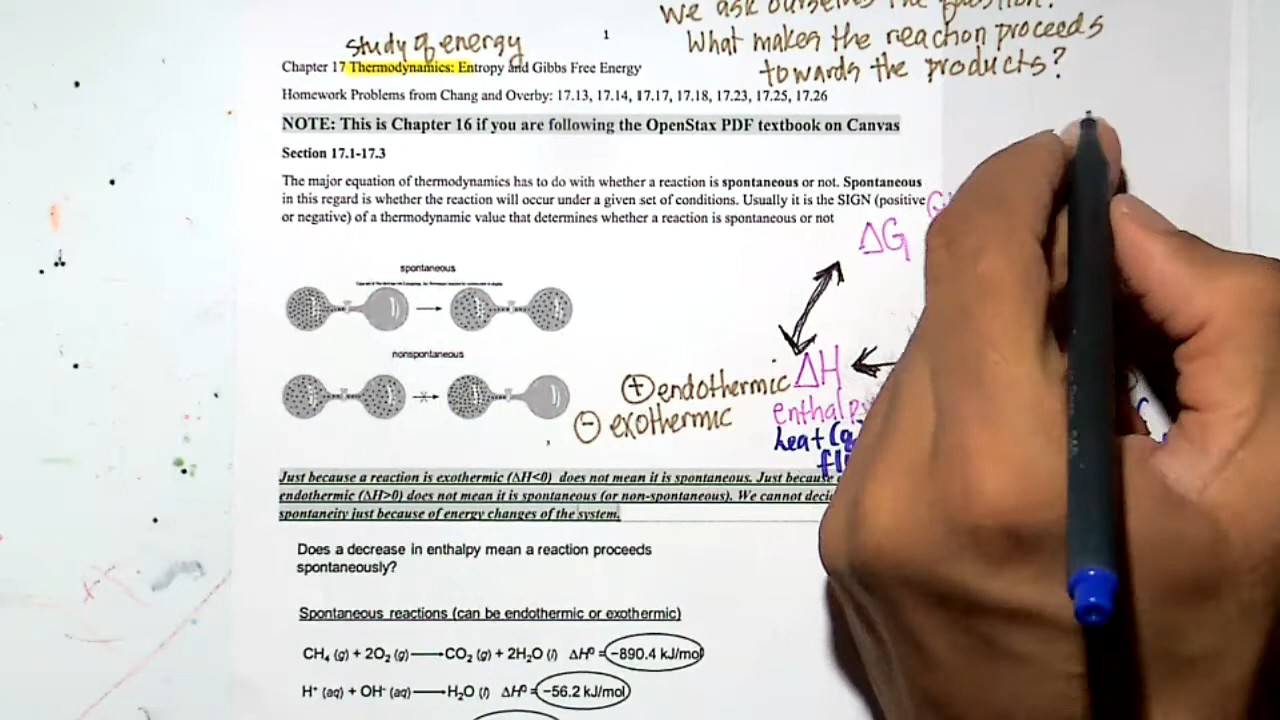 we ask
What makes the reaction proceeds
towards the products?
study of energy
1
Chapter 17 Thermodynamics: Entropy and Gibbs Free Energy
Homework Problems from Chang and Overby: 17.13, 17.14, 17.17, 17.18, 17.23, 17.25, 17.26
NOTE: This is Chapter 16 if you are following the OpenStax PDF textbook on Canvas
Section 17.1-17.3
The major equation of thermodynamics has to do with whether a reaction is spontaneous or not. Spontaneous
in this regard is whether the reaction will occur under a given set of conditions. Usually it is the SIGN (positive
or negative) of a thermodynamic value that determines whether a reaction is spontaneous or not
ΔG
spontaneous
nonspontaneous
⊕ endothermic ΔH
⊖ exothermic
heat
Just because a reaction is exothermic (ΔH<0) does not mean it is spontaneous. Just because
endothermic (ΔH>0) does not mean it is spontaneous (or non-spontaneous). We cannot
spontaneity just because of energy changes of the system.
Does a decrease in enthalpy mean a reaction proceeds
spontaneously?
Spontaneous reactions (can be endothermic or exothermic)
CH₄ (g) + 2O₂ (g) ⟶ CO₂ (g) + 2H₂O (l) ΔH⁰ = −890.4 kJ/mol
H⁺ (aq) + OH⁻ (aq) ⟶ H₂O (l) ΔH⁰ = −56.2 kJ/mol